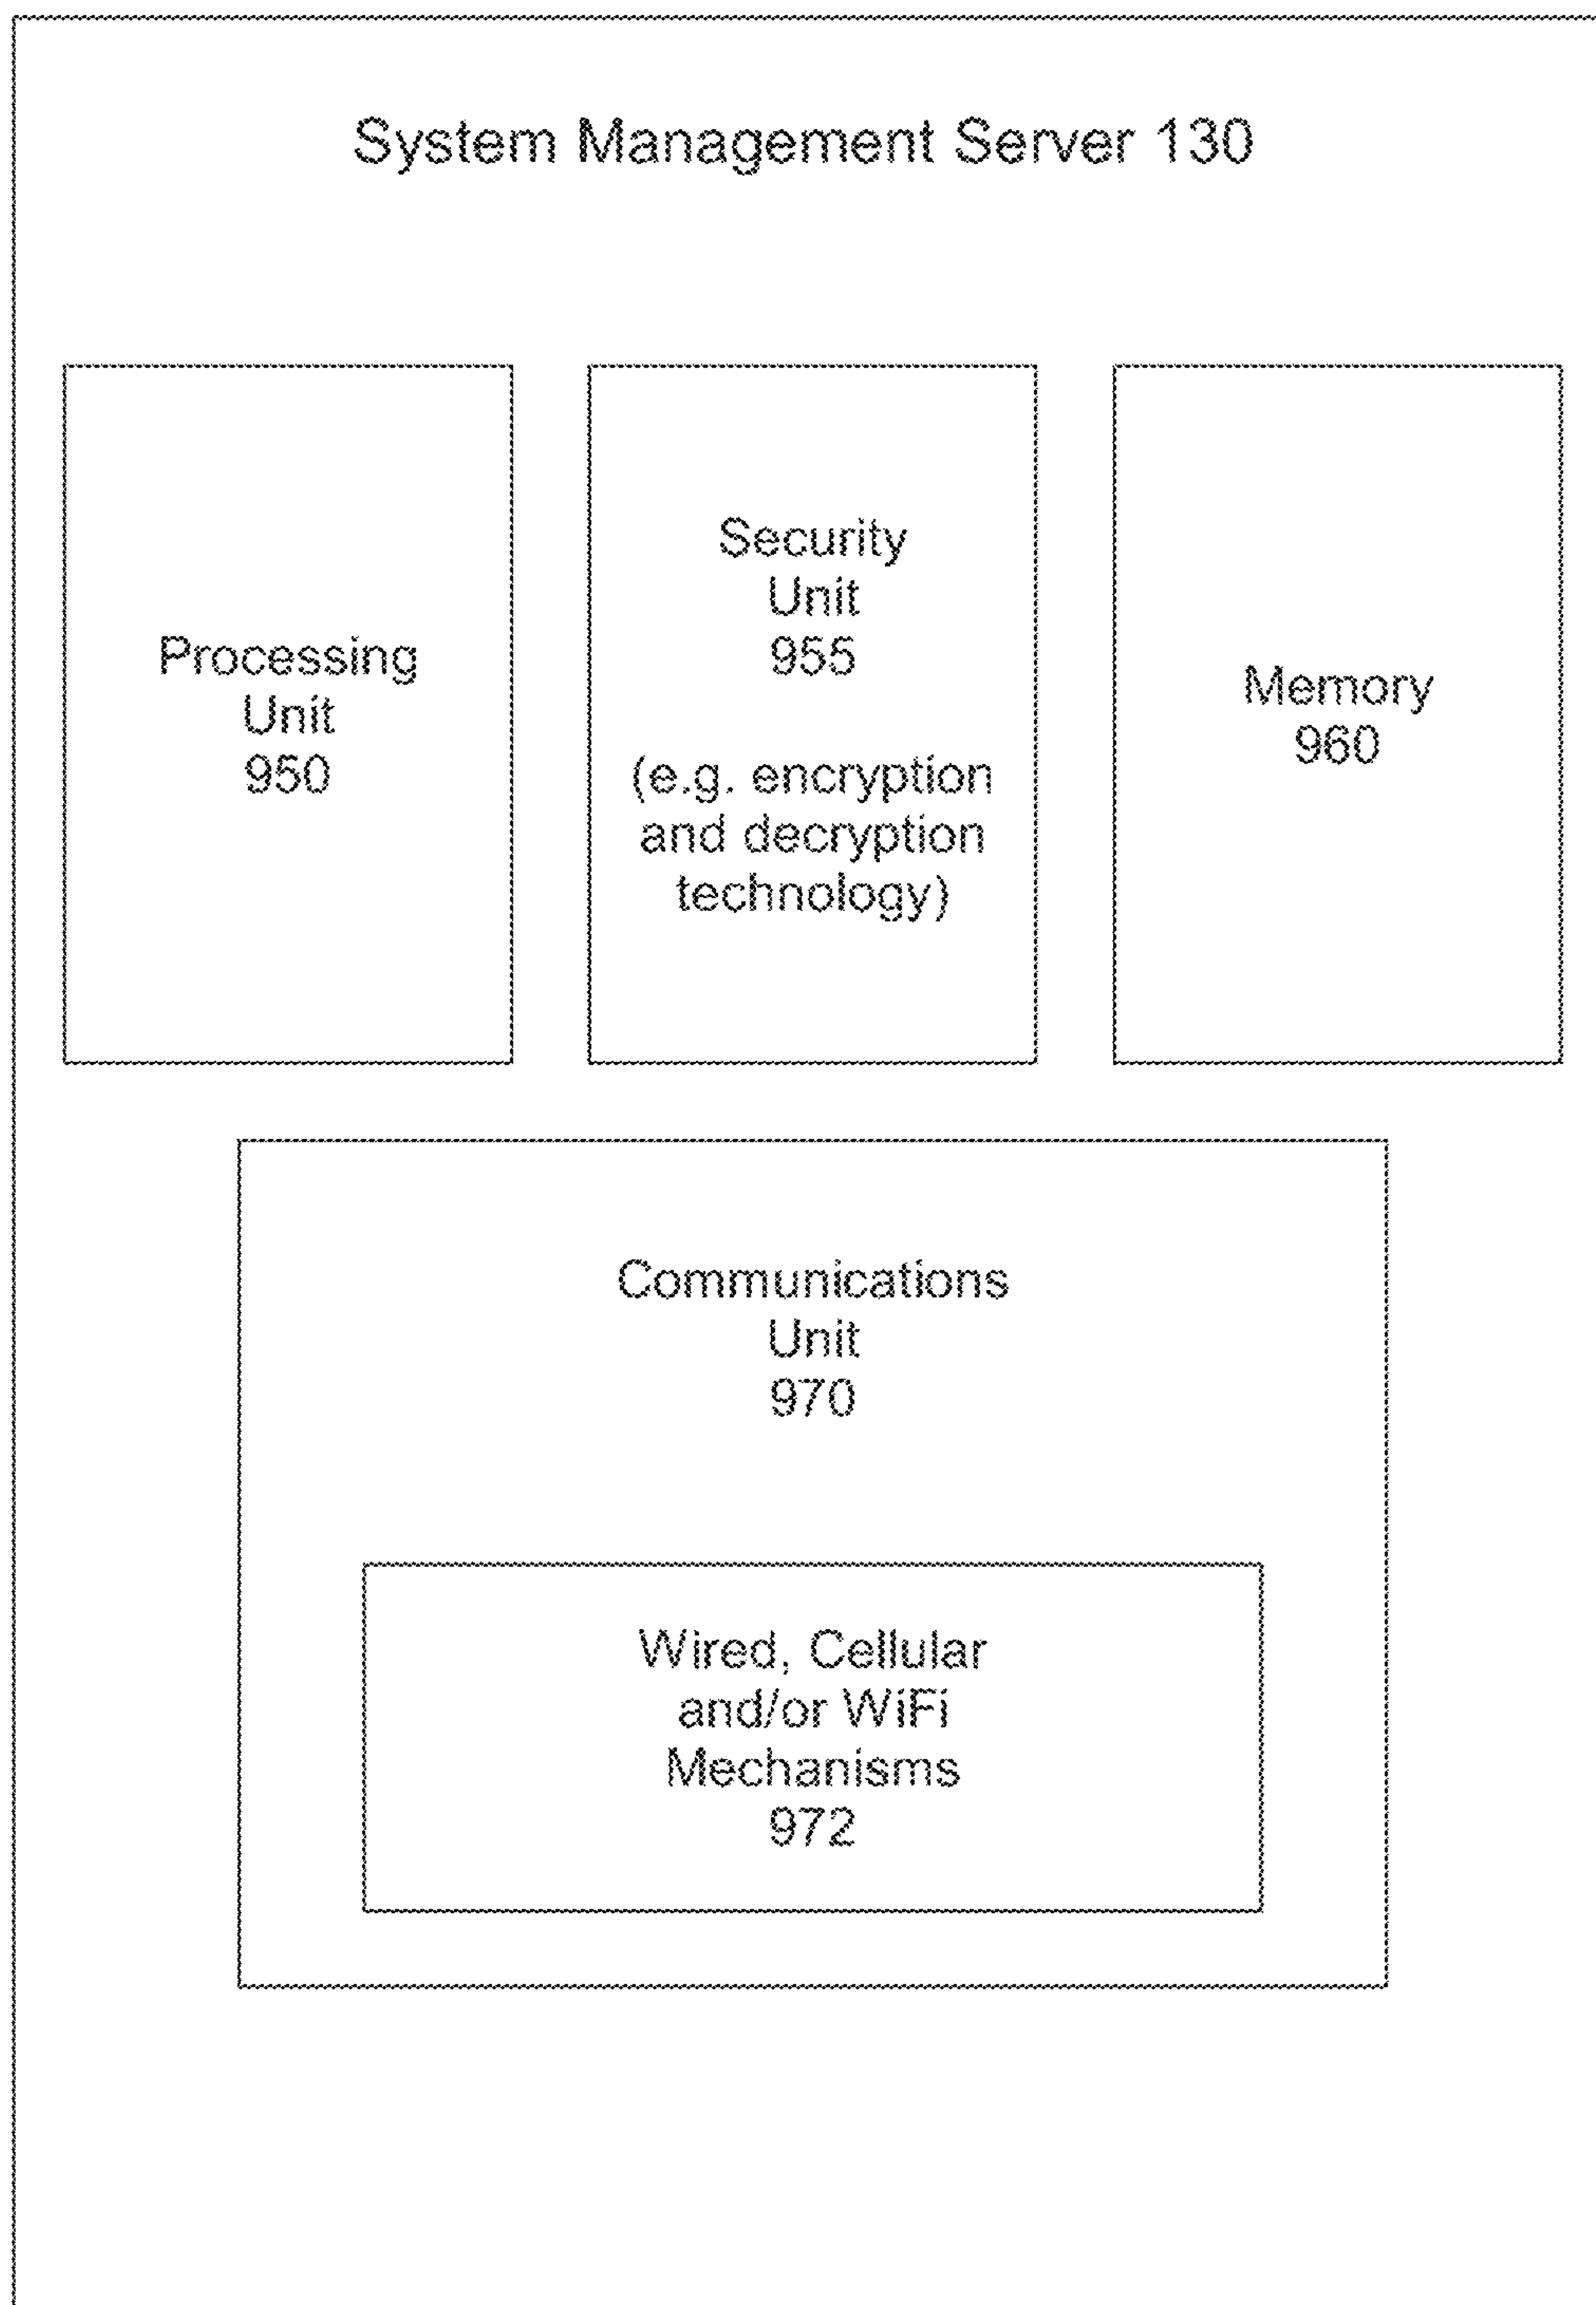 System Management Server 130
Processing
Unit
950
Security
Unit
955
(e.g. encryption
and decryption
technology)
Memory
960
Communications
Unit
970
Wired, Cellular
and/or WiFi
Mechanisms
972